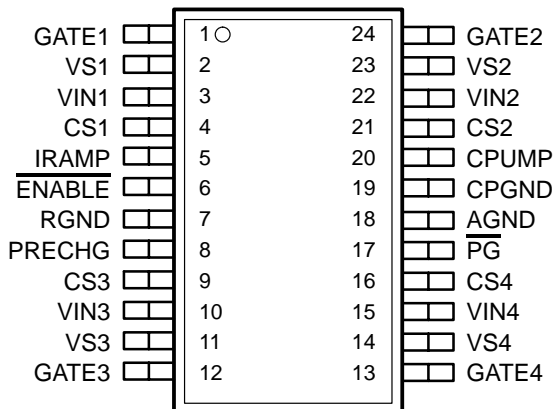 GATE1 1 24 GATE2
VS1 2 23 VS2
VIN1 3 22 VIN2
CS1 4 21 CS2
IRAMP 5 20 CPUMP
ENABLE 6 19 CPGND
RGND 7 18 AGND
PRECHG 8 17 PG
CS3 9 16 CS4
VIN3 10 15 VIN4
VS3 11 14 VS4
GATE3 12 13 GATE4